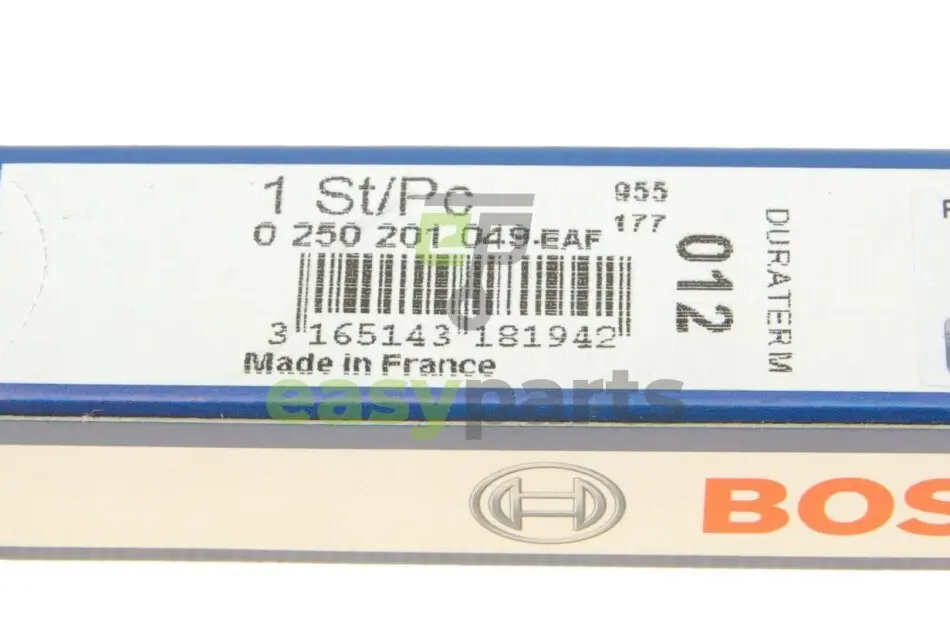 1 St/Pc
0 250 201 049-EAF
955
177
012
DURATERM
3 165143 181942
Made in France
easyparts
BOS